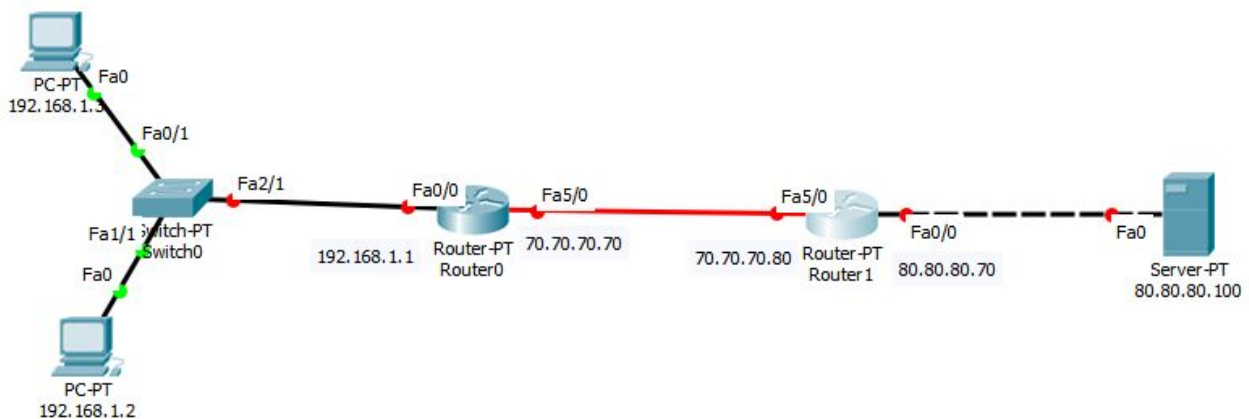 Fa0
PC-PT
192.168.1.3
Fa0/1
Fa2/1
Fa1/1
Switch-PT
Switch0
Fa0
PC-PT
192.168.1.2
Fa0/0
192.168.1.1
Router-PT
Router0
Fa5/0
70.70.70.70
Fa5/0
70.70.70.80
Router-PT
Router1
Fa0/0
80.80.80.70
Fa0
Server-PT
80.80.80.100